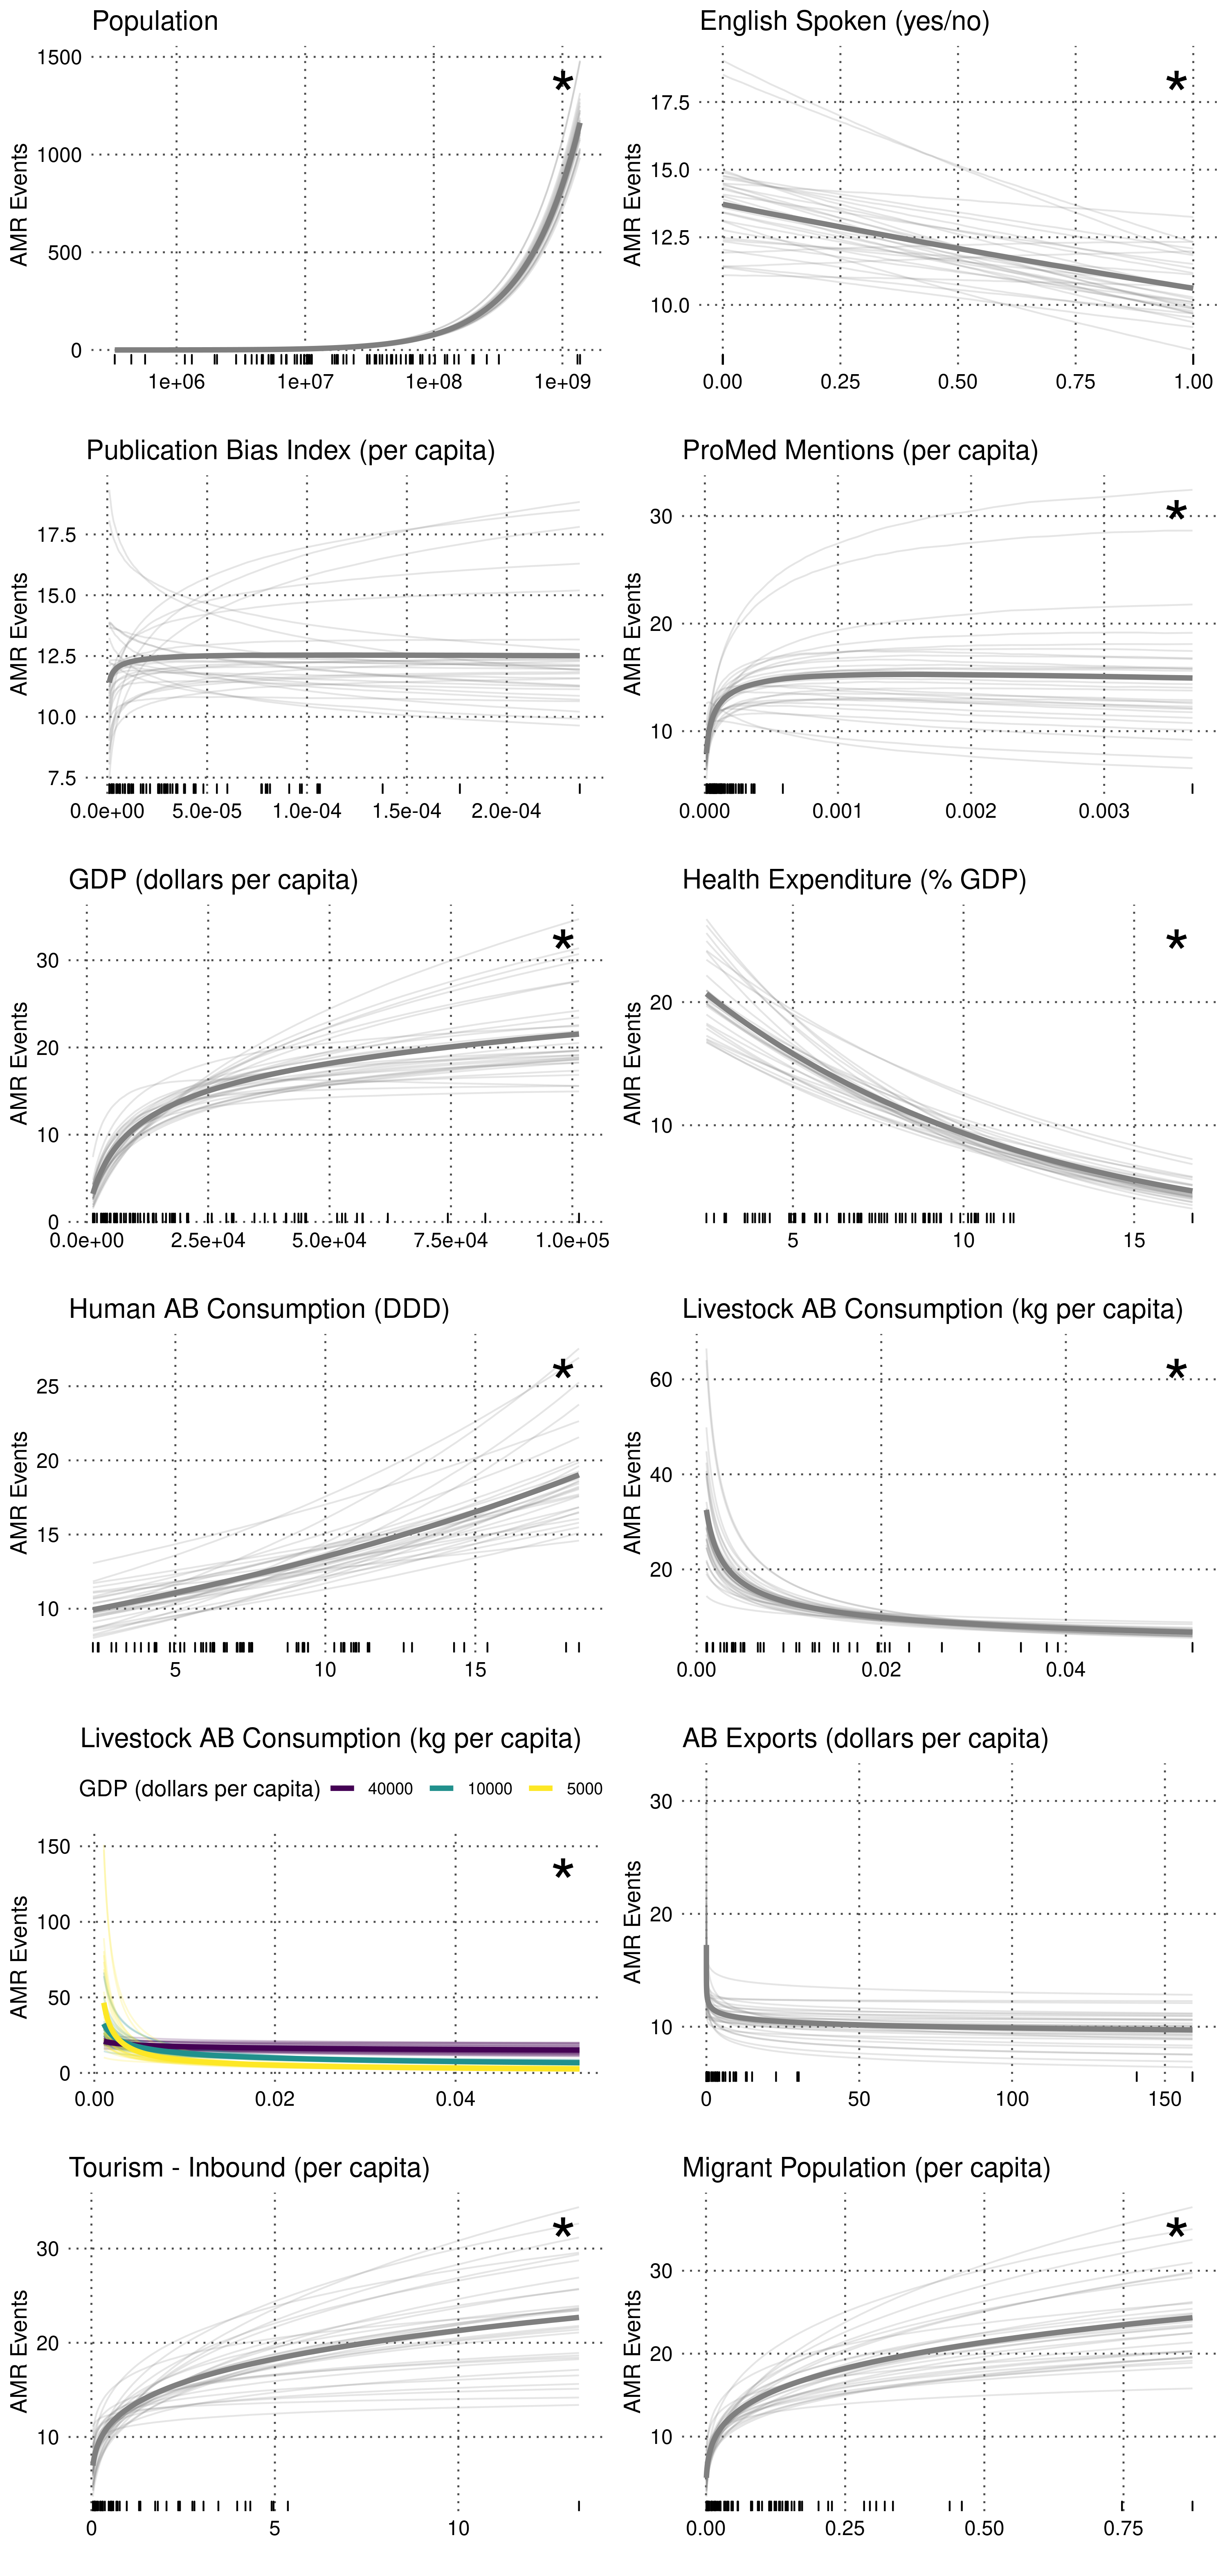 Population
English Spoken (yes/no)
AMR Events
1500
1000
500
0
*
1e+06 1e+07 1e+08 1e+09
AMR Events
17.5
15.0
12.5
10.0
*
0.00 0.25 0.50 0.75 1.00
Publication Bias Index (per capita)
ProMed Mentions (per capita)
AMR Events
17.5
15.0
12.5
10.0
7.5
0.0e+00 5.0e-05 1.0e-04 1.5e-04 2.0e-04
AMR Events
30
20
10
*
0.000 0.001 0.002 0.003
GDP (dollars per capita)
Health Expenditure (% GDP)
AMR Events
30
20
10
0
*
0.0e+00 2.5e+04 5.0e+04 7.5e+04 1.0e+05
AMR Events
20
10
*
5 10 15
Human AB Consumption (DDD)
Livestock AB Consumption (kg per capita)
AMR Events
25
20
15
10
*
5 10 15
AMR Events
60
40
20
*
0.00 0.02 0.04
Livestock AB Consumption (kg per capita)
AB Exports (dollars per capita)
GDP (dollars per capita) 40000 10000 5000
AMR Events
150
100
50
0
*
0.00 0.02 0.04
AMR Events
30
20
10
0 50 100 150
Tourism - Inbound (per capita)
Migrant Population (per capita)
AMR Events
30
20
10
*
0 5 10
AMR Events
30
20
10
*
0.00 0.25 0.50 0.75